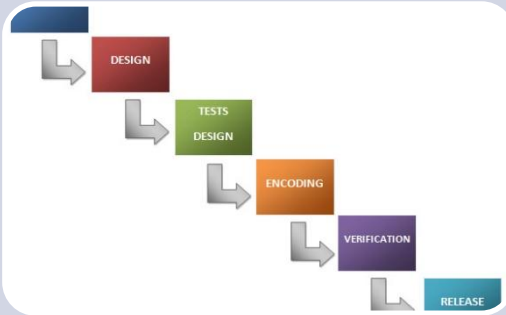 DESIGN
TESTS
DESIGN
ENCODING
VERIFICATION
RELEASE